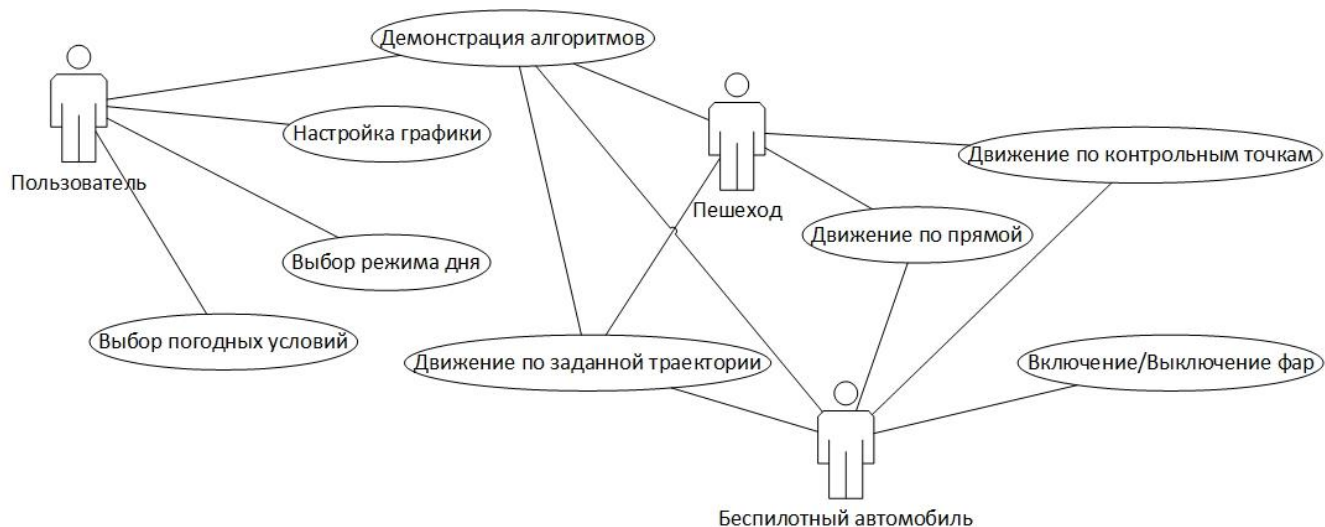 Демонстрация алгоритмов
Настройка графики
Движение по контрольным точкам
Пользователь
Пешеход
Движение по прямой
Выбор режима дня
Выбор погодных условий
Движение по заданной траектории
Включение/Выключение фар
Беспилотный автомобиль